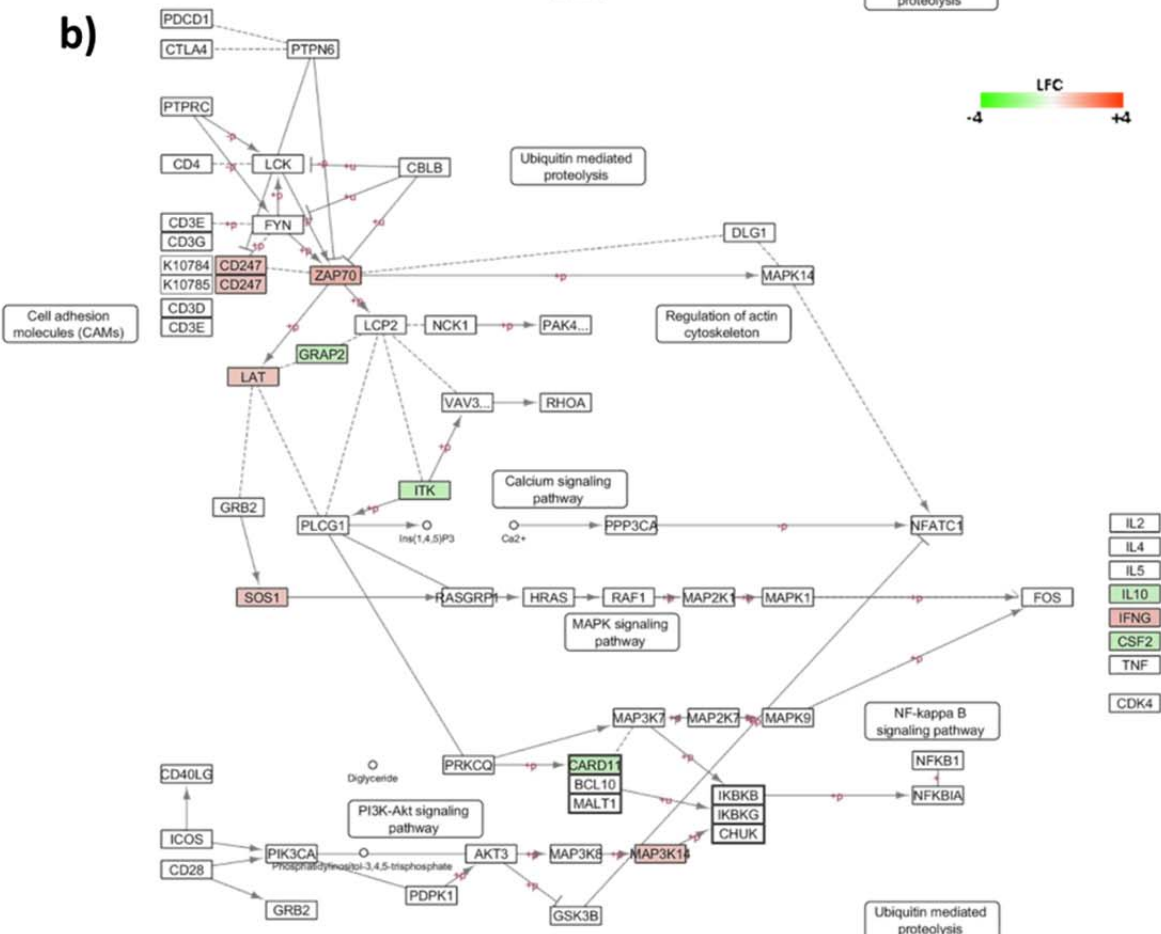 proteolysis
b)
PDCD1
CTLA4
PTPN6
LFC
-4
+4
PTPRC
-p
CD4
-p
LCK
-p
+u
CBLB
Ubiquitin mediated
proteolysis
+p
+u
CD3E
+p
FYN
+u
CD3G
+p
+p
DLG1
K10784
CD247
ZAP70
+p
MAPK14
K10785
CD247
CD3D
+p
CD3E
Cell adhesion
molecules (CAMs)
+p
LCP2
NCK1
+p
PAK4...
Regulation of actin
cytoskeleton
GRAP2
LAT
VAV3...
RHOA
+p
ITK
Calcium signaling
pathway
GRB2
+p
PLCG1
Ins(1,4,5)P3
Ca2+
PPP3CA
-p
NFATC1
IL2
IL4
IL5
SOS1
RASGRP1
HRAS
RAF1
+p
MAP2K1
+p
MAPK1
+p
FOS
IL10
IFNG
MAPK signaling
pathway
CSF2
+p
TNF
CDK4
MAP3K7
+p
MAP2K7
+p
MAPK9
NF-kappa B
signaling pathway
+p
PRKCQ
+p
CARD11
NFKB1
CD40LG
Diglyceride
BCL10
+
MALT1
+u
IKBKB
+p
NFKBIA
IKBKG
PI3K-Akt signaling
pathway
CHUK
ICOS
+p
PIK3CA
AKT3
+p
MAP3K8
+p
MAP3K14
Phosphatidylinositol-3,4,5-trisphosphate
CD28
+p
+p
PDPK1
GRB2
GSK3B
Ubiquitin mediated
proteolysis